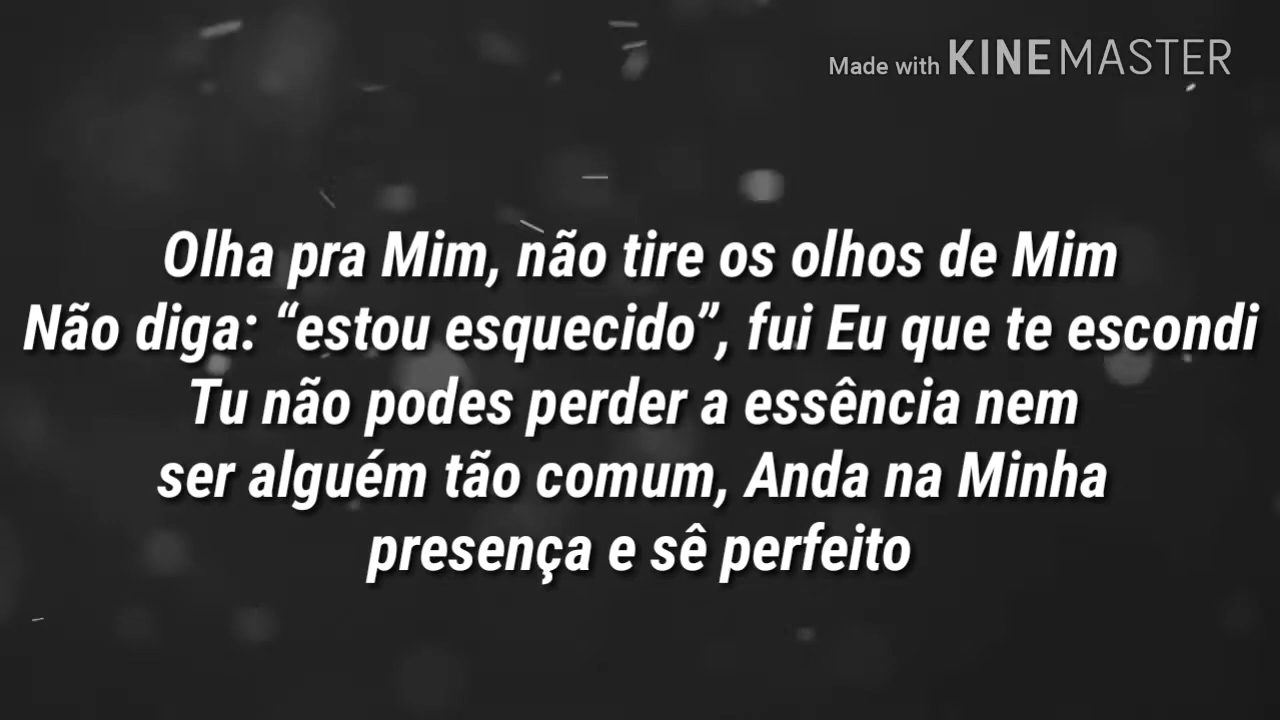 Made with KINEMASTER
Olha pra Mim, não tire os olhos de Mim
Não diga: “estou esquecido”, fui Eu que te escondi
Tu não podes perder a essência nem
ser alguém tão comum, Anda na Minha
presença e sê perfeito